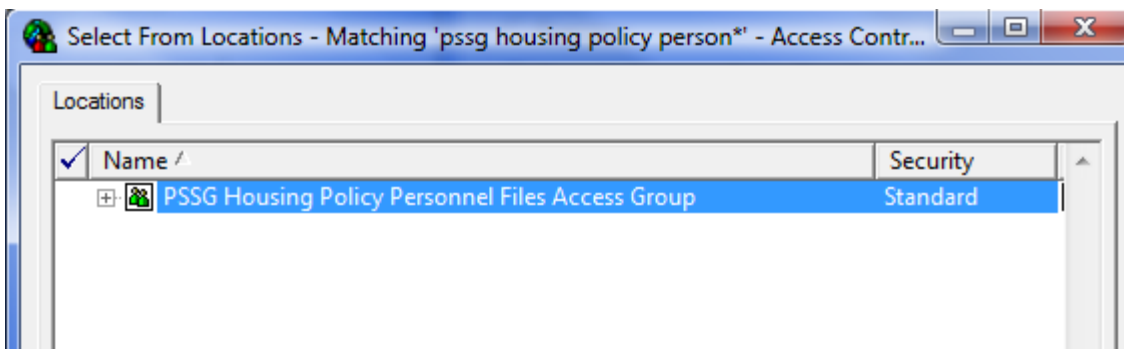 Select From Locations - Matching 'pssg housing policy person*' - Access Contr...
Locations
Name Security
PSSG Housing Policy Personnel Files Access Group Standard